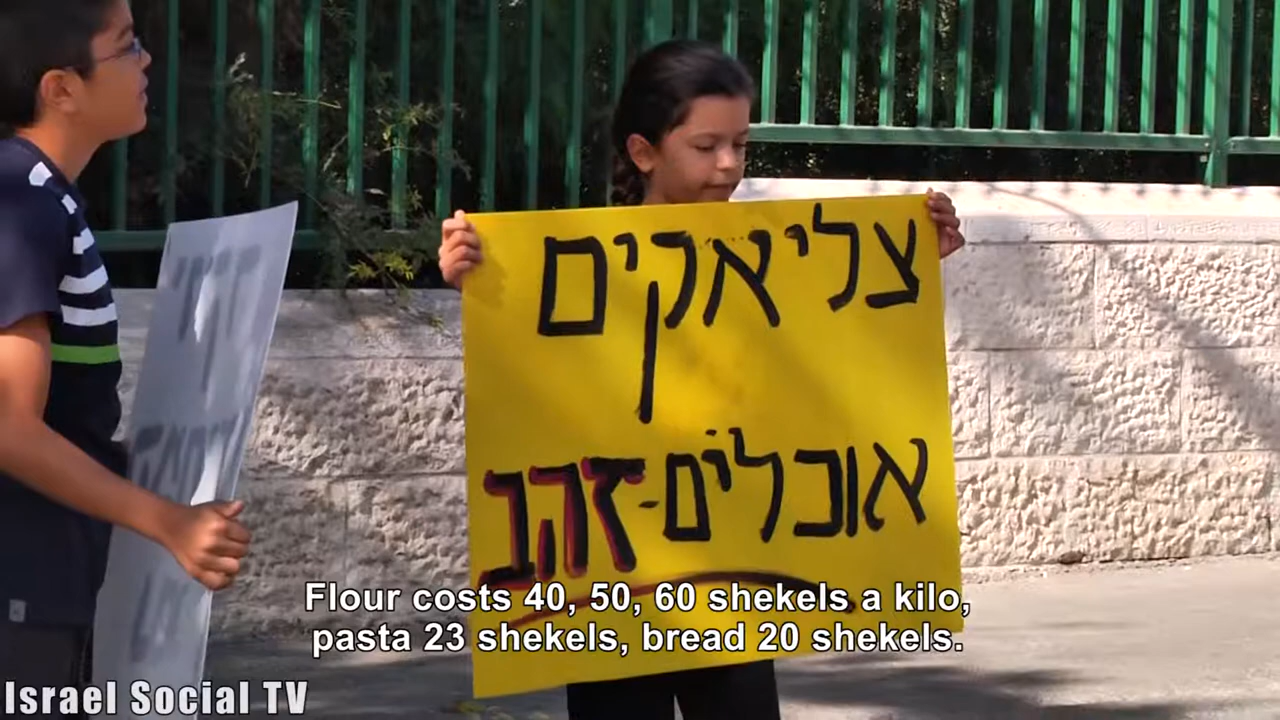 צליאקים
אוכלים-זהב
Flour costs 40, 50, 60 shekels a kilo,
pasta 23 shekels, bread 20 shekels.
Israel Social TV